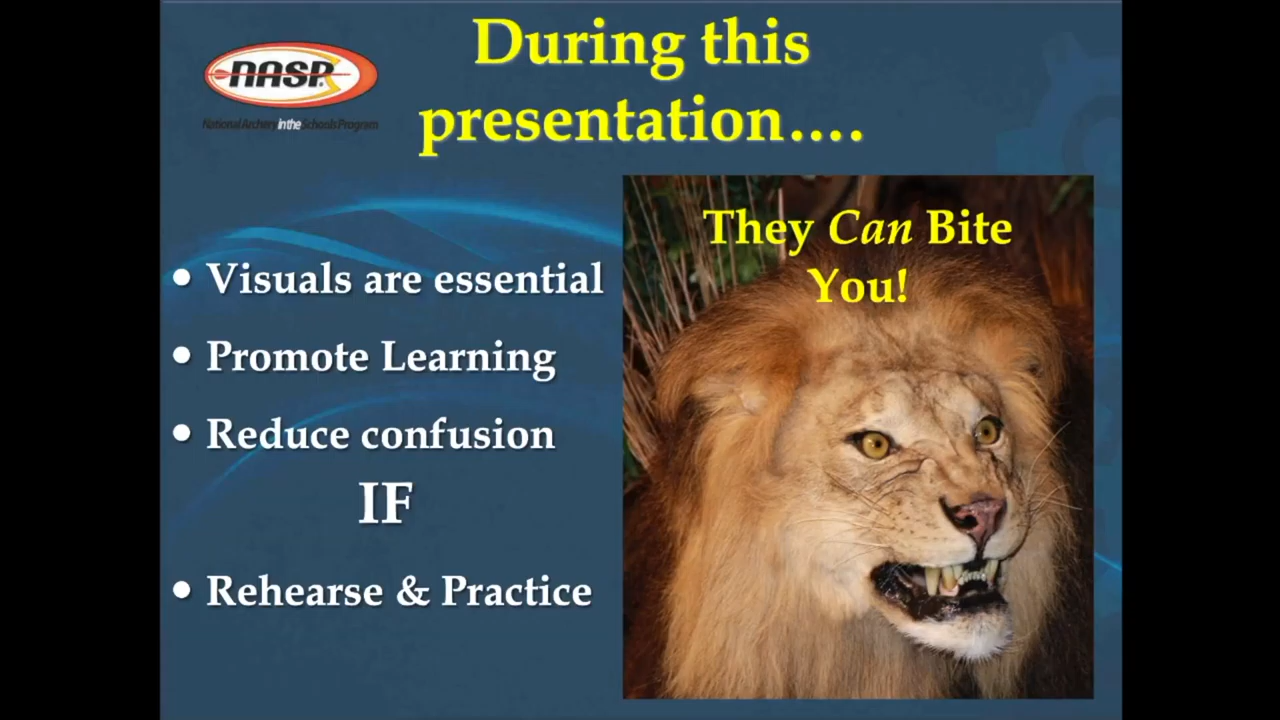 During this
presentation....
NASP
National Archery in the Schools Program
• Visuals are essential
• Promote Learning
• Reduce confusion
IF
• Rehearse & Practice
They Can Bite
You!